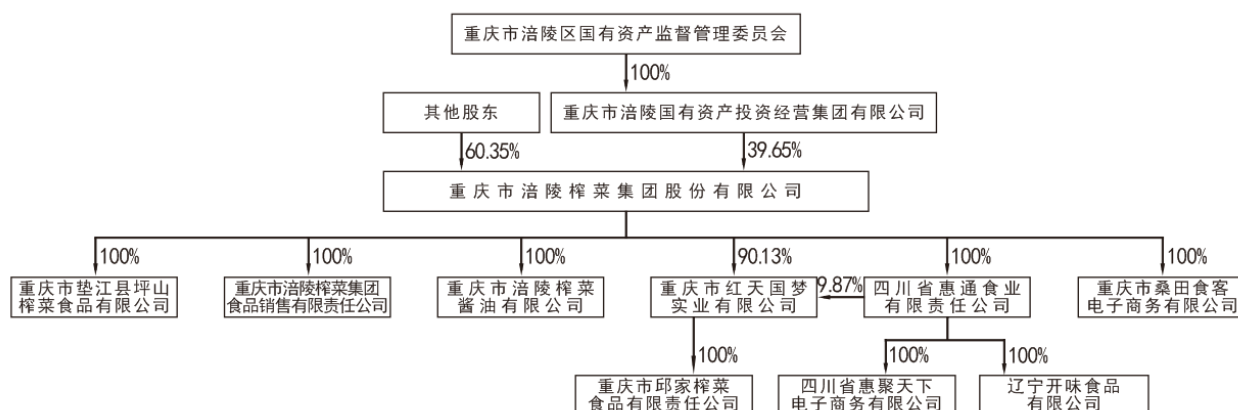 重庆市涪陵区国有资产监督管理委员会
100%
其他股东
重庆市涪陵国有资产投资经营集团有限公司
60.35%
39.65%
重庆市涪陵榨菜集团股份有限公司
100%
100%
100%
90.13%
100%
100%
重庆市垫江县坪山
榨菜食品有限公司
重庆市涪陵榨菜集团
食品销售有限责任公司
重庆市涪陵榨菜
酱油有限公司
重庆市红天国梦
实业有限公司
9.87%
四川省惠通食业
有限责任公司
重庆市桑田食客
电子商务有限公司
100%
100%
100%
重庆市邱家榨菜
食品有限责任公司
四川省惠聚天下
电子商务有限公司
辽宁开味食品
有限公司